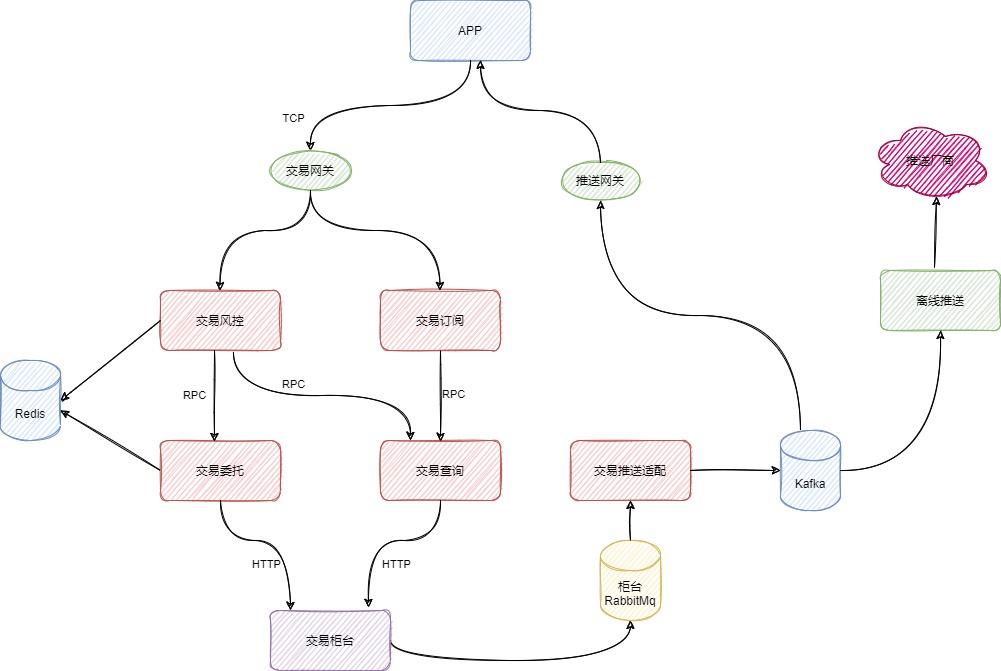 APP
TCP
交易网关
推送网关
推送厂商
交易风控
交易订阅
离线推送
RPC
RPC
RPC
Redis
交易委托
交易查询
交易推送适配
Kafka
HTTP
HTTP
柜台
RabbitMq
交易柜台